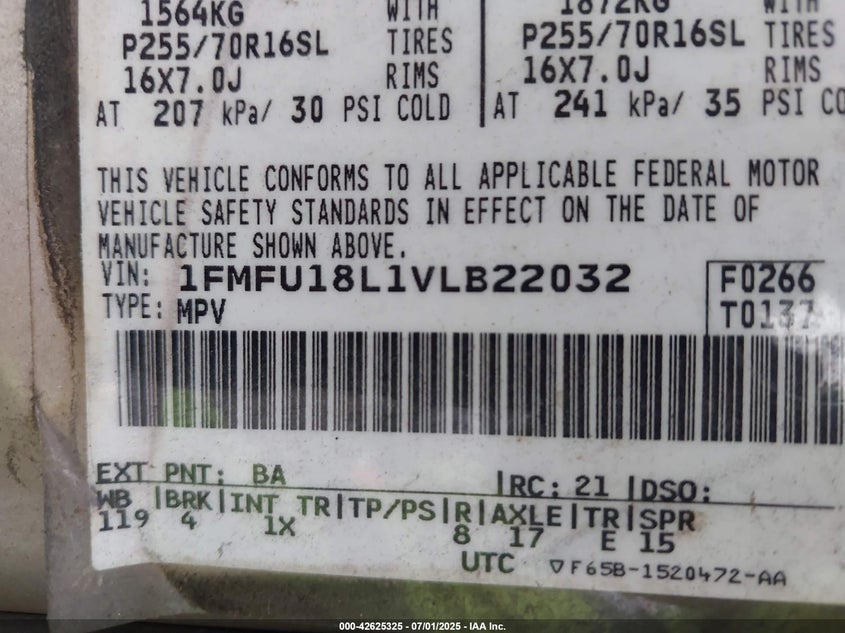 1564KG WITH 1872KG WITH
P255/70R16SL TIRES P255/70R16SL TIRES
16X7.0J RIMS 16X7.0J RIMS
AT 207 kPa/ 30 PSI COLD AT 241 kPa/ 35 PSI CO
THIS VEHICLE CONFORMS TO ALL APPLICABLE FEDERAL MOTOR
VEHICLE SAFETY STANDARDS IN EFFECT ON THE DATE OF
MANUFACTURE SHOWN ABOVE.
VIN: 1FMFU18L1VLB22032 F0266
TYPE: MPV T0137
EXT PNT: BA RC: 21 DSO:
WB BRK INT TR TP/PS R AXLE TR SPR
119 4 1X 8 17 E 15
UTC ▽F65B-1520472-AA
000-42625325 - 07/01/2025 - IAA Inc.